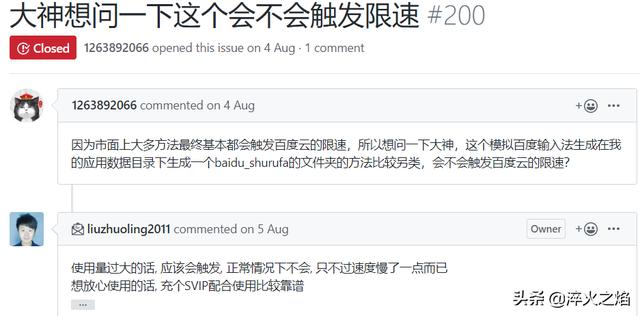 大神想问一下这个会不会触发限速 #200
Closed 1263892066 opened this issue on 4 Aug · 1 comment
1263892066 commented on 4 Aug
因为市面上大多方法最终基本都会触发百度云的限速，所以想问一下大神，这个模拟百度输入法生成在我
的应用数据目录下生成一个baidu_shurufa的文件夹的方法比较另类，会不会触发百度云的限速?
liuzhuoling2011 commented on 5 Aug Owner
使用量过大的话, 应该会触发, 正常情况下不会, 只不过速度慢了一点而已
想放心使用的话, 充个SVIP配合使用比较靠谱
...
头条 @淬火之焰